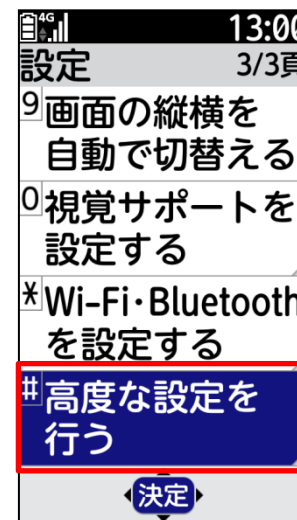 4G 13:00
設定 3/3頁
9 画面の縦横を
自動で切替える
0 視覚サポートを
設定する
* Wi-Fi・Bluetooth
を設定する
# 高度な設定を
行う
決定